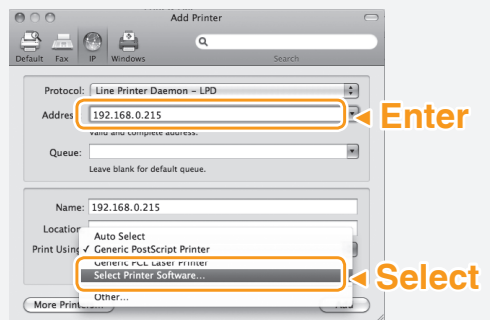 Add Printer
Default Fax IP Windows Search
Protocol: Line Printer Daemon – LPD
Address: 192.168.0.215 Enter
Valid and complete address.
Queue:
Leave blank for default queue.
Name: 192.168.0.215
Location
Auto Select
Print Using ✓ Generic PostScript Printer
Generic PCL Laser Printer
Select Printer Software... Select
Other...
More Print
Add